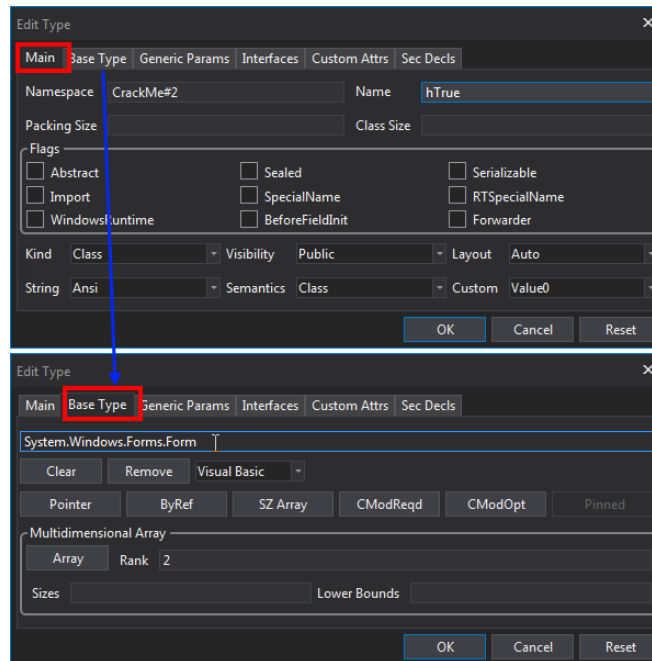 Edit Type ×
Main Base Type Generic Params Interfaces Custom Attrs Sec Decls
Namespace CrackMe#2 Name hTrue
Packing Size Class Size
Flags
Abstract Sealed Serializable
Import SpecialName RTSpecialName
WindowsRuntime BeforeFieldInit Forwarder
Kind Class Visibility Public Layout Auto
String Ansi Semantics Class Custom Value0
OK Cancel Reset
Edit Type ×
Main Base Type Generic Params Interfaces Custom Attrs Sec Decls
System.Windows.Forms.Form
Clear Remove Visual Basic
Pointer ByRef SZ Array CModReqd CModOpt Pinned
Multidimensional Array
Array Rank 2
Sizes Lower Bounds
OK Cancel Reset